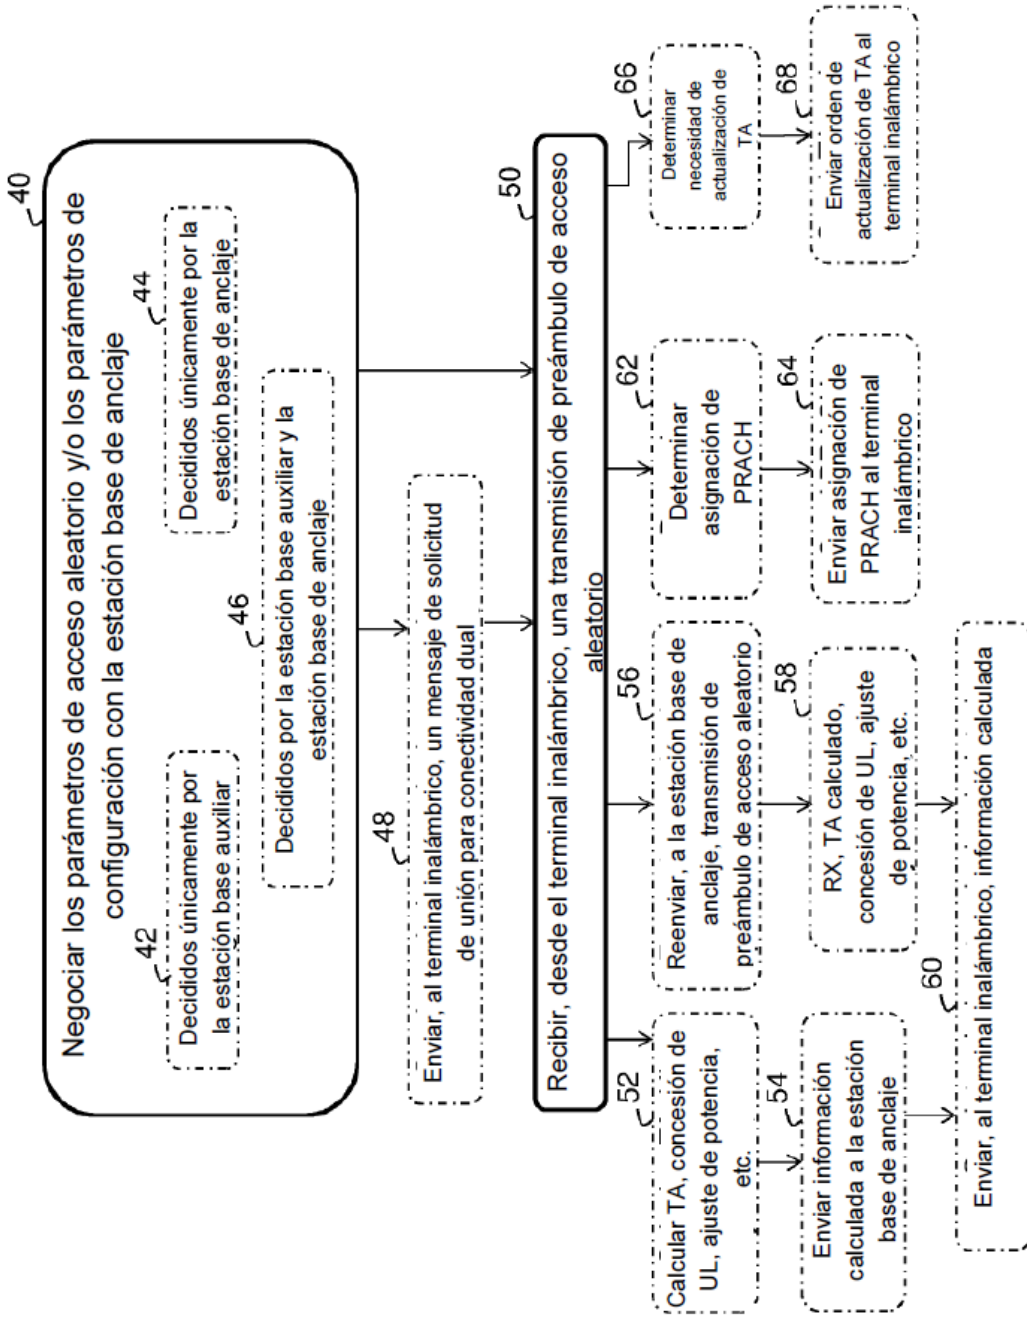 40
Negociar los parámetros de acceso aleatorio y/o los parámetros de
configuración con la estación base de anclaje
42
Decididos únicamente por
la estación base auxiliar
44
Decididos únicamente por la
estación base de anclaje
46
Decididos por la estación base auxiliar y la
estación base de anclaje
48
Enviar, al terminal inalámbrico, un mensaje de solicitud
de unión para conectividad dual
50
Recibir, desde el terminal inalámbrico, una transmisión de preámbulo de acceso
aleatorio
52
Calcular TA, concesión de
UL, ajuste de potencia,
etc.
54
Enviar información
calculada a la estación
base de anclaje
56
Reenviar, a la estación base de
anclaje, transmisión de
preámbulo de acceso aleatorio
58
RX, TA calculado,
concesión de UL, ajuste
de potencia, etc.
60
Enviar, al terminal inalámbrico, información calculada
62
Determinar
asignación de
PRACH
64
Enviar asignación de
PRACH al terminal
inalámbrico
66
Determinar
necesidad de
actualización de
TA
68
Enviar orden de
actualización de TA al
terminal inalámbrico